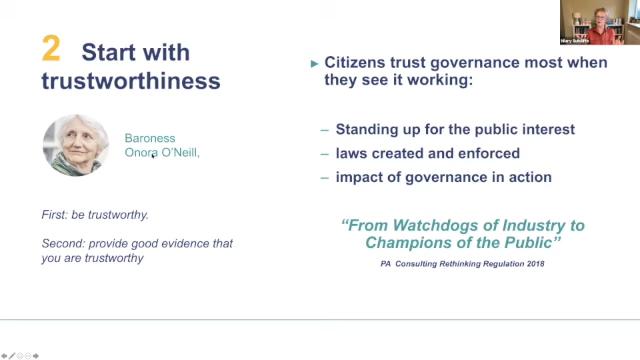 2 Start with
trustworthiness
Baroness
Onora O’Neill,
First: be trustworthy.
Second: provide good evidence that
you are trustworthy
► Citizens trust governance most when
they see it working:
– Standing up for the public interest
– laws created and enforced
– impact of governance in action
“From Watchdogs of Industry to
Champions of the Public”
PA Consulting Rethinking Regulation 2018
Hilary Sutcliffe